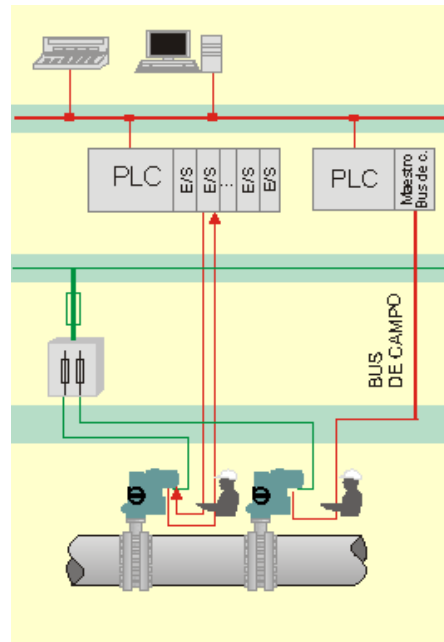 PLC
E/S
E/S
...
E/S
E/S
PLC
Maestro
Bus de c.
BUS
DE CAMPO